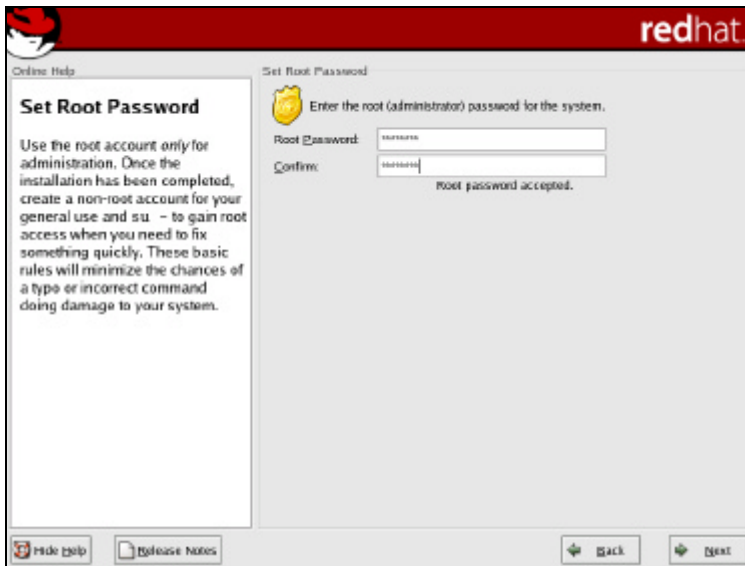 redhat.
Online Help
Set Root Password
Use the root account only for
administration. Once the
installation has been completed,
create a non-root account for your
general use and su - to gain root
access when you need to fix
something quickly. These basic
rules will minimize the chances of
a typo or incorrect command
doing damage to your system.
Set Root Password
Enter the root (administrator) password for the system.
Root Password: ********
Confirm: ********
Root password accepted.
Hide Help
Release Notes
Back
Next